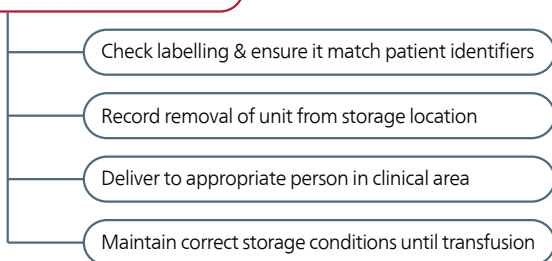 Check labelling & ensure it match patient identifiers
Record removal of unit from storage location
Deliver to appropriate person in clinical area
Maintain correct storage conditions until transfusion